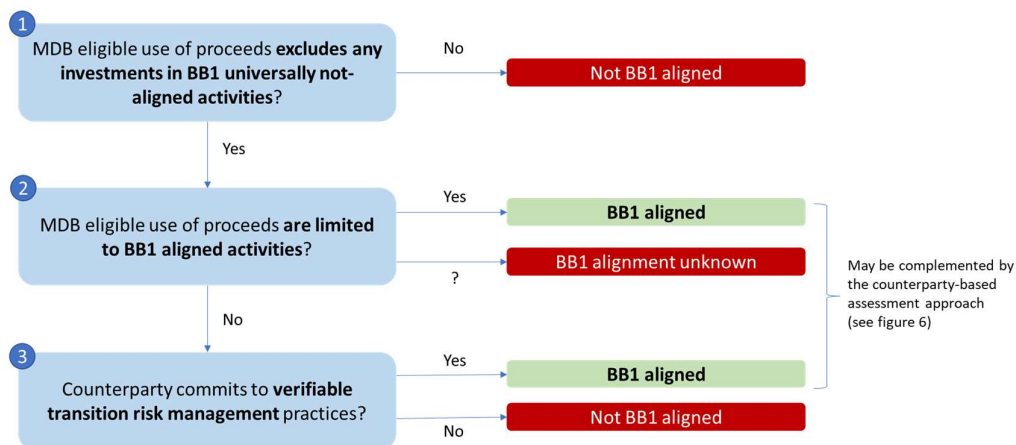 1
MDB eligible use of proceeds excludes any
investments in BB1 universally not-
aligned activities?
No
Not BB1 aligned
Yes
2
MDB eligible use of proceeds are limited
to BB1 aligned activities?
Yes
BB1 aligned
?
BB1 alignment unknown
May be complemented by
the counterparty-based
assessment approach
(see figure 6)
No
3
Counterparty commits to verifiable
transition risk management practices?
Yes
BB1 aligned
No
Not BB1 aligned